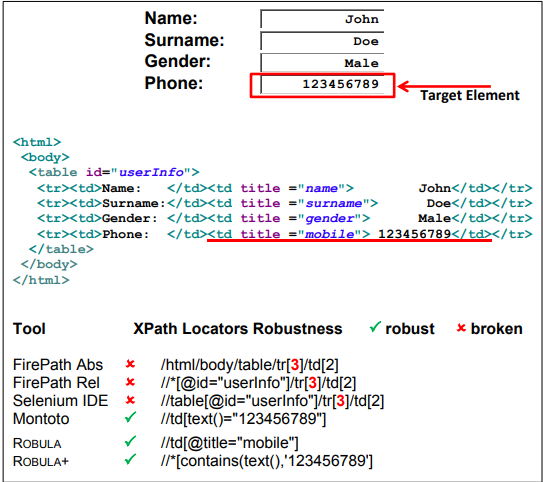 Name: John
Surname: Doe
Gender: Male
Phone: 123456789
Target Element
<html>
<body>
<table id="userInfo">
<tr><td>Name: </td><td title ="name"> John</td></tr>
<tr><td>Surname:</td><td title ="surname"> Doe</td></tr>
<tr><td>Gender: </td><td title ="gender"> Male</td></tr>
<tr><td>Phone: </td><td title ="mobile"> 123456789</td></tr>
</table>
</body>
</html>
Tool XPath Locators Robustness ✓ robust ✘ broken
FirePath Abs ✘ /html/body/table/tr[3]/td[2]
FirePath Rel ✘ //*[@id="userInfo"]/tr[3]/td[2]
Selenium IDE ✘ //table[@id="userInfo"]/tr[3]/td[2]
Montoto ✓ //td[text()="123456789"]
ROBULA ✓ //td[@title="mobile"]
ROBULA+ ✓ //*[contains(text(),'123456789']